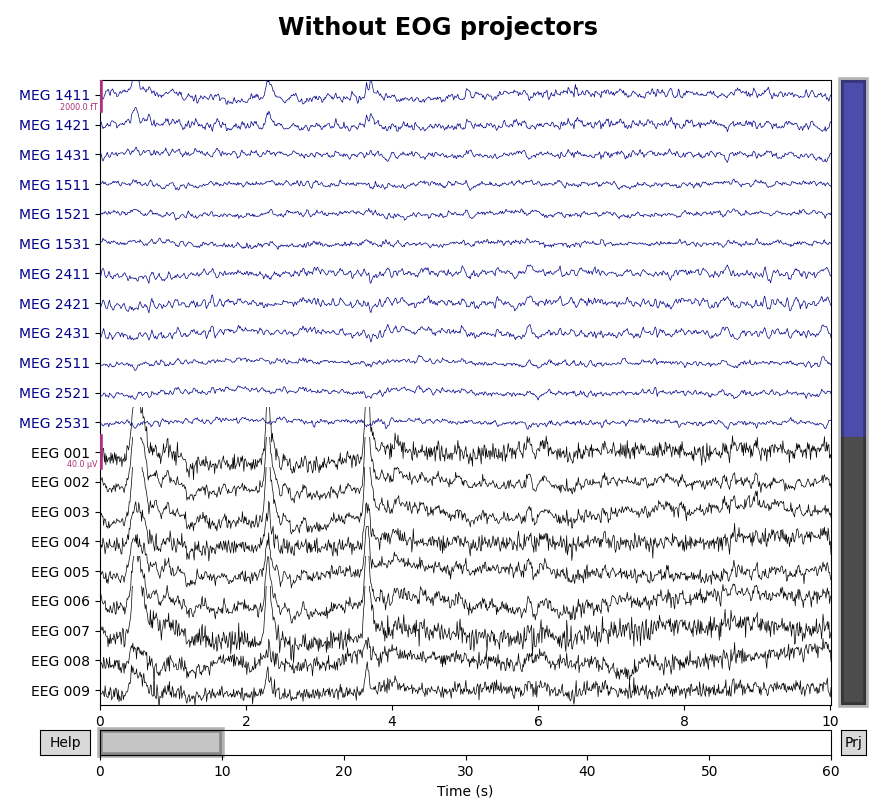 Without EOG projectors
MEG 1411
2000.0 fT
MEG 1421
MEG 1431
MEG 1511
MEG 1521
MEG 1531
MEG 2411
MEG 2421
MEG 2431
MEG 2511
MEG 2521
MEG 2531
EEG 001
40.0 µV
EEG 002
EEG 003
EEG 004
EEG 005
EEG 006
EEG 007
EEG 008
EEG 009
0 2 4 6 8 10
Help Prj
0 10 20 30 40 50 60
Time (s)